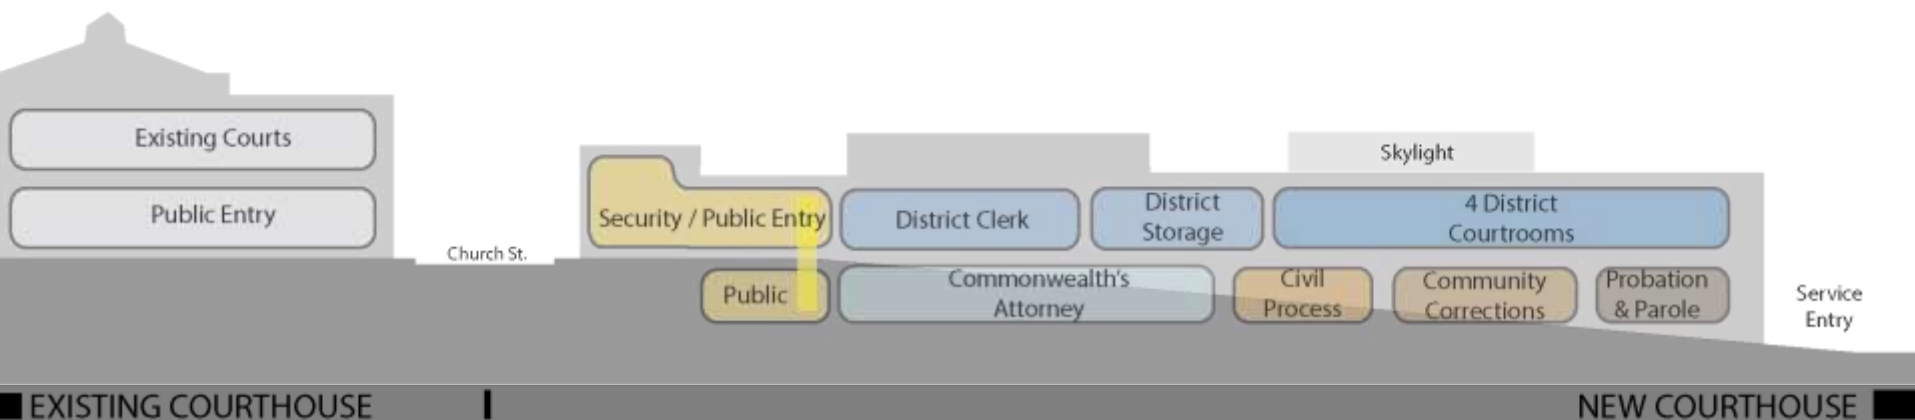 Existing Courts
Public Entry
Church St.
Security / Public Entry
District Clerk
District
Storage
Skylight
4 District
Courtrooms
Public
Commonwealth's
Attorney
Civil
Process
Community
Corrections
Probation
& Parole
Service
Entry
EXISTING COURTHOUSE
NEW COURTHOUSE